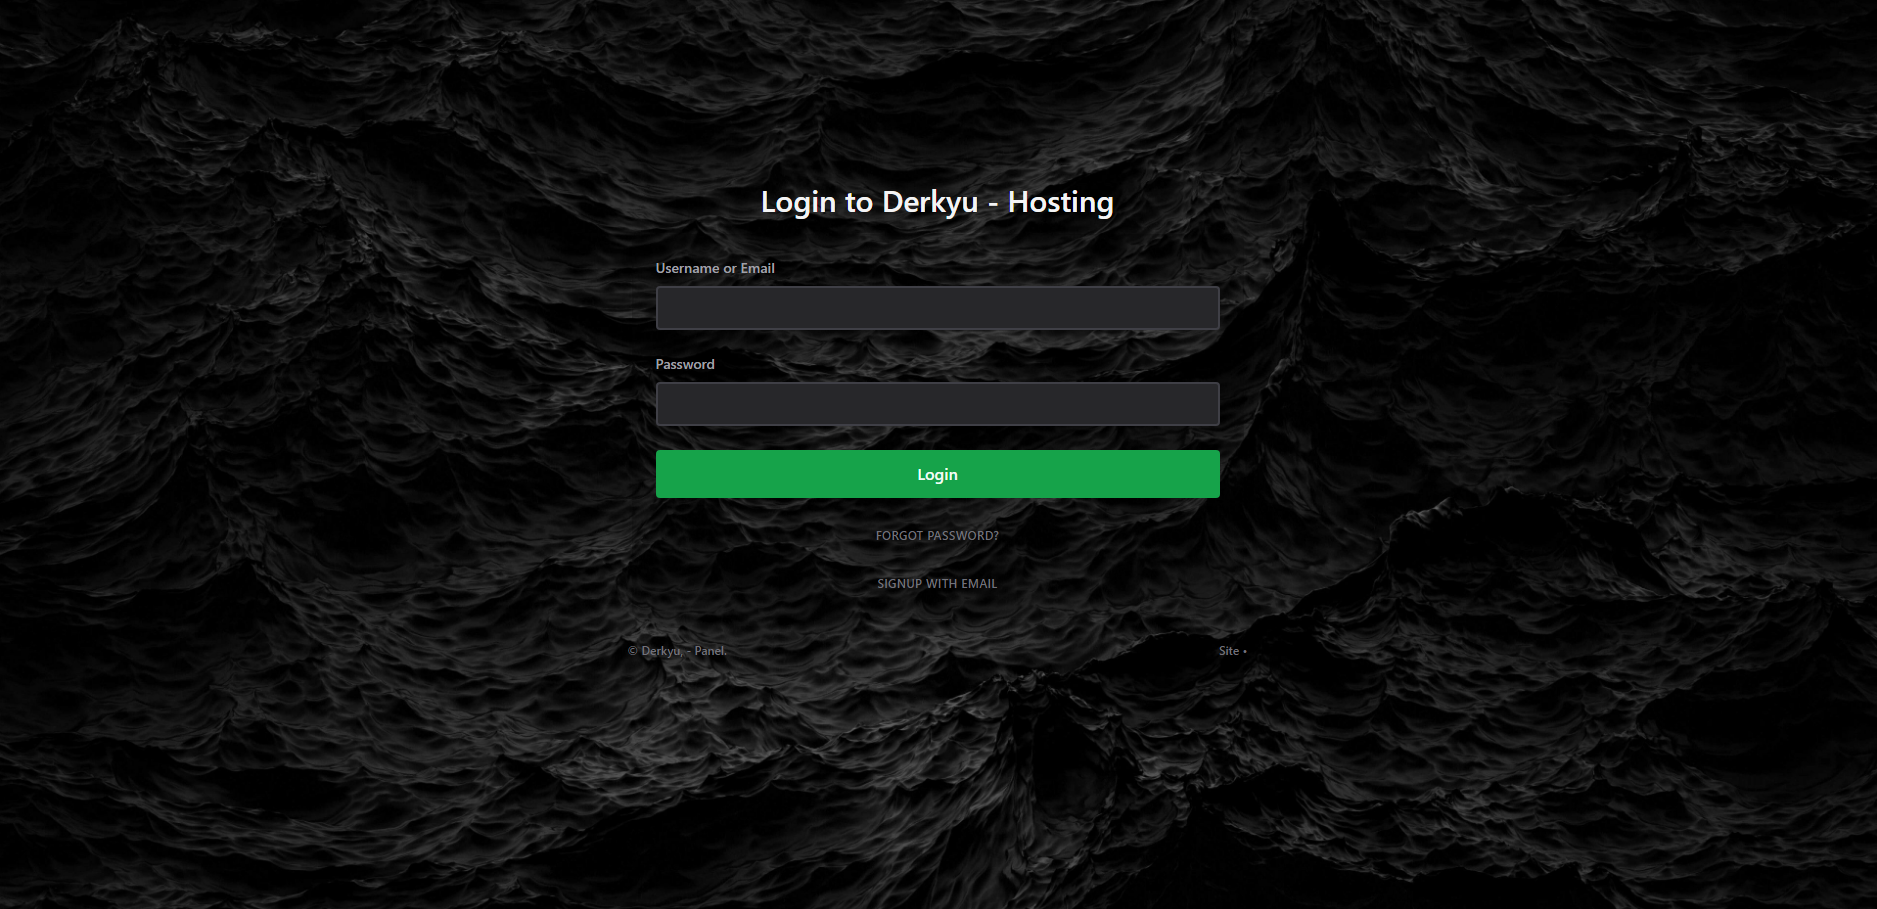 Login to Derkyu - Hosting
Username or Email
Password
Login
FORGOT PASSWORD?
SIGNUP WITH EMAIL
© Derkyu, - Panel.
Site •